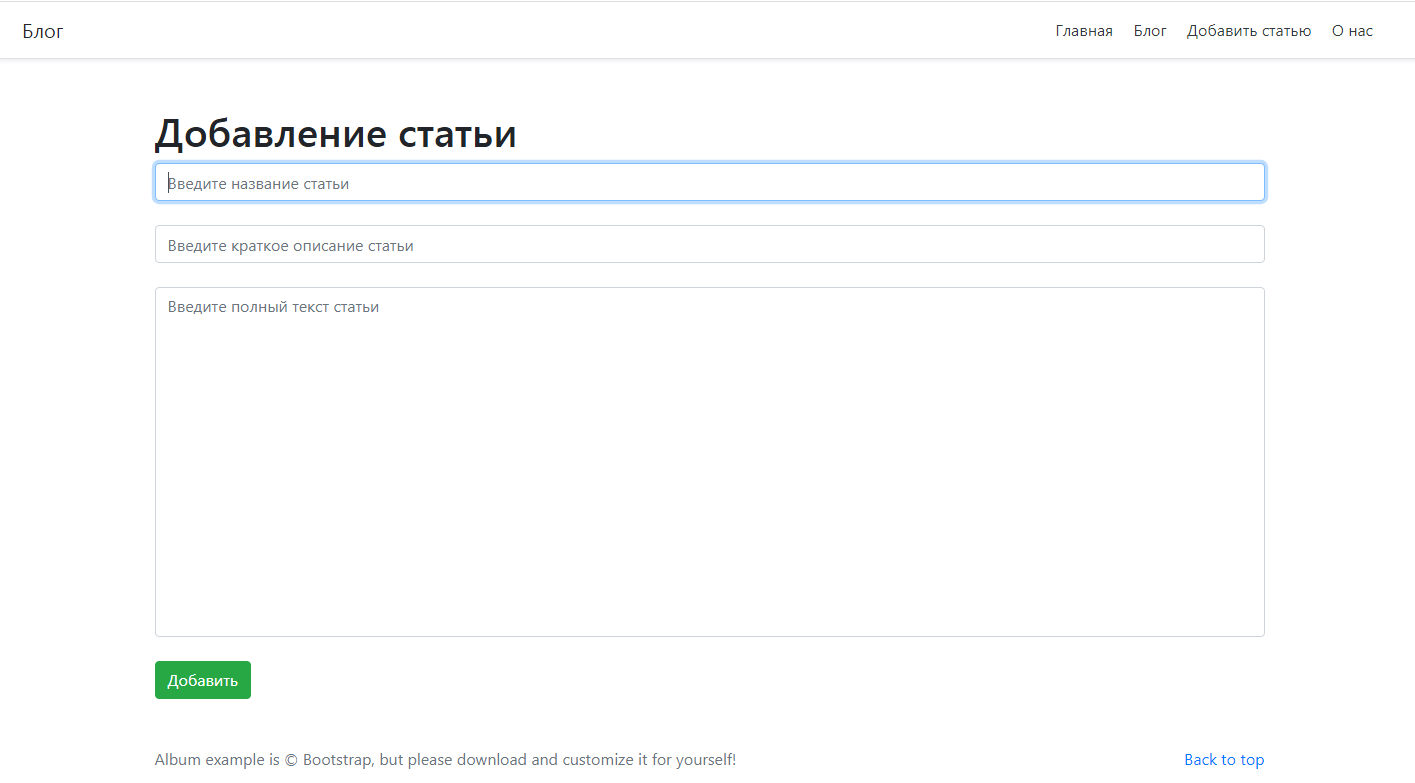 Блог
Главная Блог Добавить статью О нас
Добавление статьи
Введите название статьи
Введите краткое описание статьи
Введите полный текст статьи
Добавить
Album example is © Bootstrap, but please download and customize it for yourself! Back to top